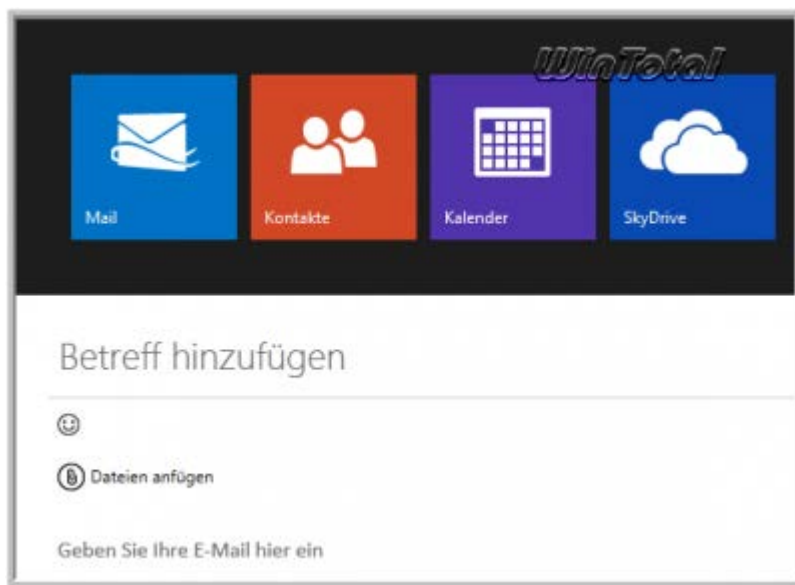 WinTotal
Mail
Kontakte
Kalender
SkyDrive
Betreff hinzufügen
Dateien anfügen
Geben Sie Ihre E-Mail hier ein